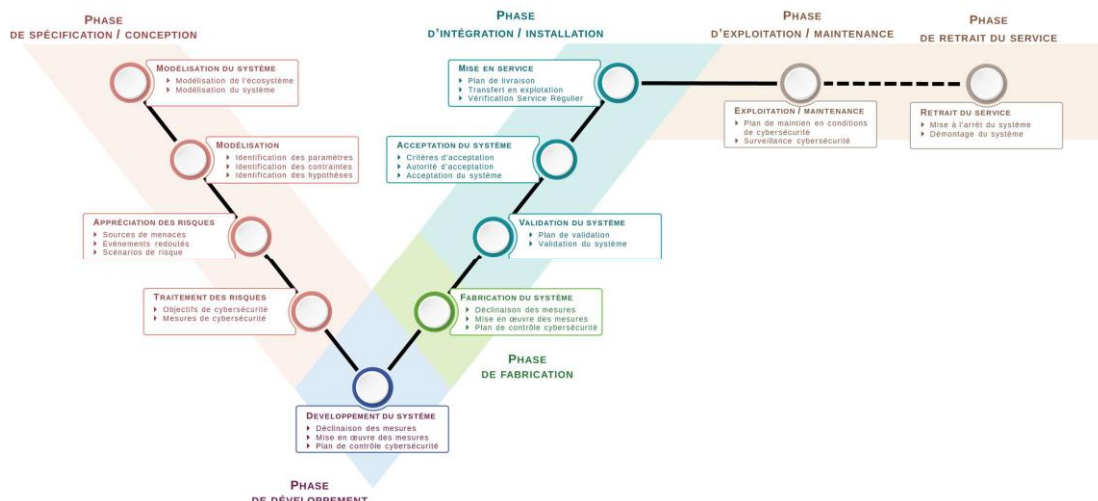 PHASE
DE SPÉCIFICATION / CONCEPTION
PHASE
D'INTÉGRATION / INSTALLATION
PHASE
D'EXPLOITATION / MAINTENANCE
PHASE
DE RETRAIT DU SERVICE
MODÉLISATION DU SYSTÈME
Modélisation de l'écosystème
Modélisation du système
MODÉLISATION
Identification des paramètres
Identification des contraintes
Identification des hypothèses
APPRÉCIATION DES RISQUES
Sources de menaces
Evénements redoutés
Scénarios de risque
TRAITEMENT DES RISQUES
Objectifs de cybersécurité
Mesures de cybersécurité
DEVELOPPEMENT DU SYSTÈME
Déclinaison des mesures
Mise en œuvre des mesures
Plan de contrôle cybersécurité
PHASE
DE DÉVELOPPEMENT
FABRICATION DU SYSTÈME
Déclinaison des mesures
Mise en œuvre des mesures
Plan de contrôle cybersécurité
PHASE
DE FABRICATION
VALIDATION DU SYSTÈME
Plan de validation
Validation du système
ACCEPTATION DU SYSTÈME
Critères d'acceptation
Autorité d'acceptation
Acceptation du système
MISE EN SERVICE
Plan de livraison
Transfert en explotation
Vérification Service Régulier
EXPLOITATION / MAINTENANCE
Plan de maintien en conditions
de cybersécurité
Surveillance cybersécurité
RETRAIT DU SERVICE
Mise à l'arrêt du système
Démontage du système